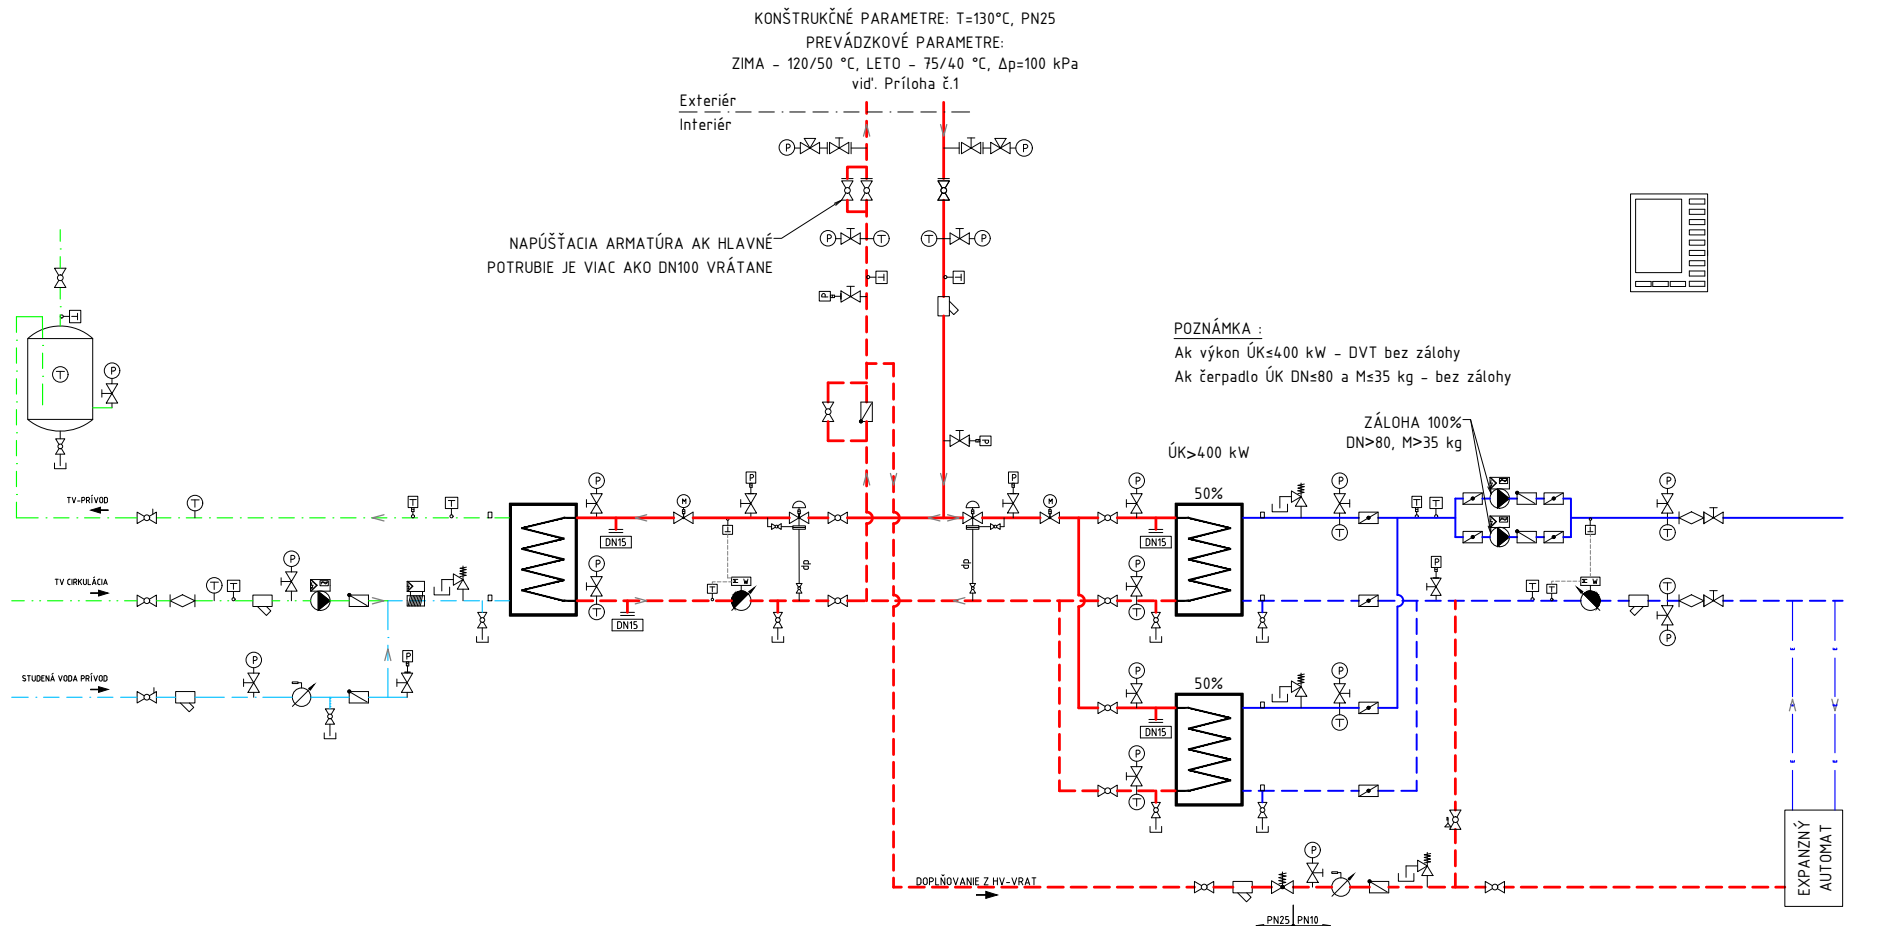 KONŠTRUKČNÉ PARAMETRE: T=130°C, PN25
PREVÁDZKOVÉ PARAMETRE:
ZIMA - 120/50 °C, LETO - 75/40 °C, Δp=100 kPa
viď. Príloha č.1
Exteriér
Interiér
NAPÚŠŤACIA ARMATÚRA AK HLAVNÉ
POTRUBIE JE VIAC AKO DN100 VRÁTANE
POZNÁMKA :
Ak výkon ÚK≤400 kW - DVT bez zálohy
Ak čerpadlo ÚK DN≤80 a M≤35 kg - bez zálohy
ZÁLOHA 100%
DN>80, M>35 kg
ÚK>400 kW
50%
TV-PRÍVOD
DN15
DN15
dp
dp
DN15
TV CIRKULÁCIA
STUDENÁ VODA PRÍVOD
50%
DN15
DOPLŇOVANIE Z HV-VRAT
PN25 PN10
EXPANZNÝ
AUTOMAT